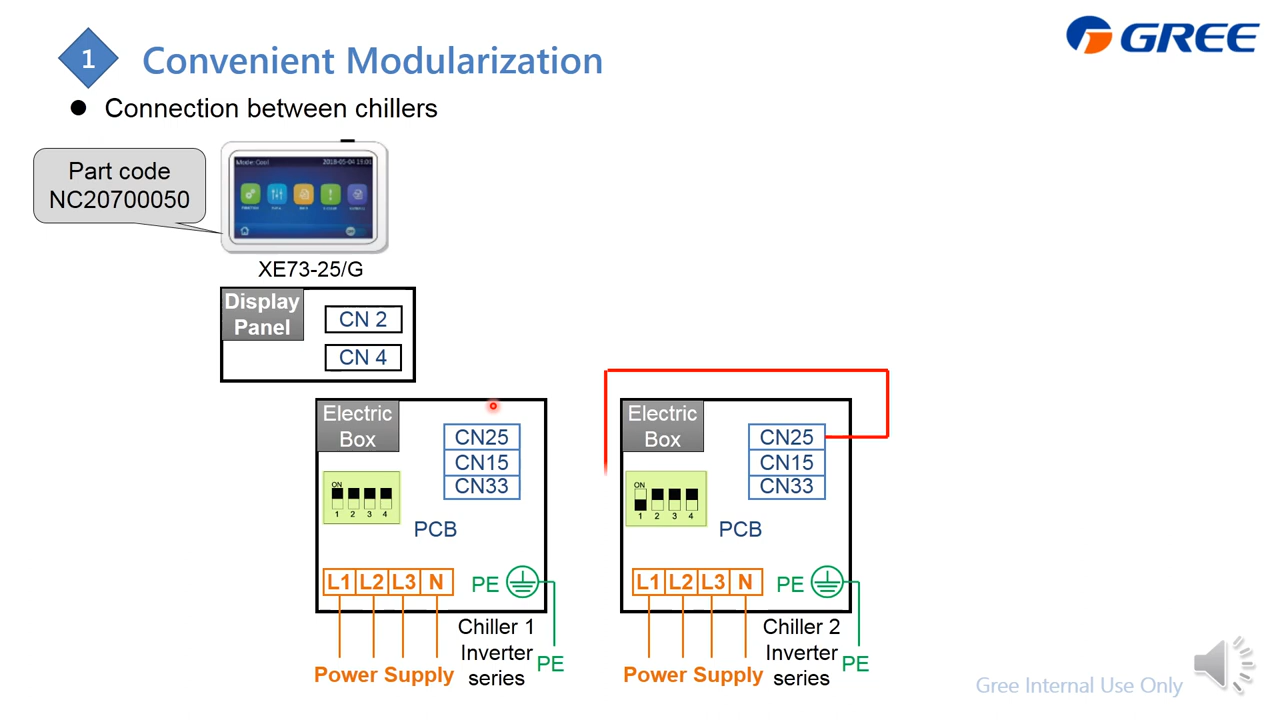 1
Convenient Modularization
GREE
● Connection between chillers
Part code
NC20700050
Mode:Cool
XE73-25/G
Display
Panel
CN 2
CN 4
Electric
Box
CN25
CN15
CN33
ON
1 2 3 4
PCB
L1 L2 L3 N
PE
Chiller 1
Inverter
series
PE
Power Supply
Electric
Box
CN25
CN15
CN33
ON
1 2 3 4
PCB
L1 L2 L3 N
PE
Chiller 2
Inverter
series
PE
Power Supply
Gree Internal Use Only